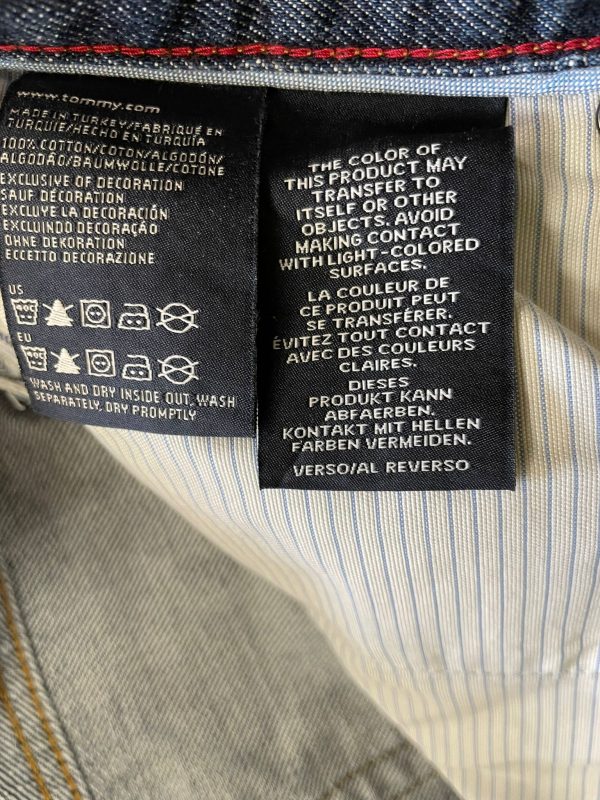 www.tommy.com
MADE IN TURKEY/FABRIQUÉ EN
TURQUIE/HECHO EN TURQUÍA
100% COTTON/COTON/ALGODÓN/
ALGODÃO/BAUMWOLLE/COTONE
EXCLUSIVE OF DECORATION
SAUF DÉCORATION
EXCLUYE LA DECORACIÓN
EXCLUINDO DECORAÇÃO
OHNE DEKORATION
ECCETTO DECORAZIONE
US
EU
WASH AND DRY INSIDE OUT, WASH
SEPARATELY, DRY PROMPTLY
THE COLOR OF
THIS PRODUCT MAY
TRANSFER TO
ITSELF OR OTHER
OBJECTS. AVOID
MAKING CONTACT
WITH LIGHT-COLORED
SURFACES.
LA COULEUR DE
CE PRODUIT PEUT
SE TRANSFÉRER.
ÉVITEZ TOUT CONTACT
AVEC DES COULEURS
CLAIRES.
DIESES
PRODUKT KANN
ABFAERBEN.
KONTAKT MIT HELLEN
FARBEN VERMEIDEN.
VERSO/AL REVERSO